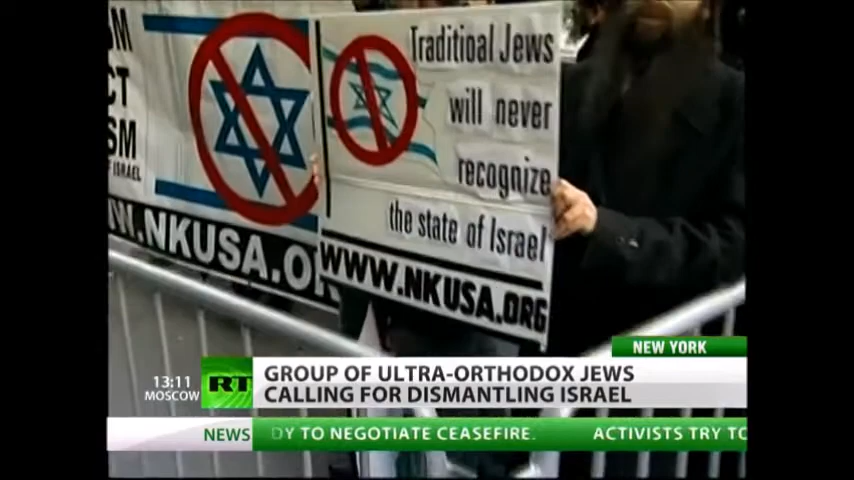 M
CT
SM
F ISRAEL
W.NKUSA.O
Traditioal Jews
will never
recognize
the state of Israel
WWW.NKUSA.ORG
NEW YORK
13:11
MOSCOW
RT
GROUP OF ULTRA-ORTHODOX JEWS
CALLING FOR DISMANTLING ISRAEL
NEWS
DY TO NEGOTIATE CEASEFIRE.
ACTIVISTS TRY TO